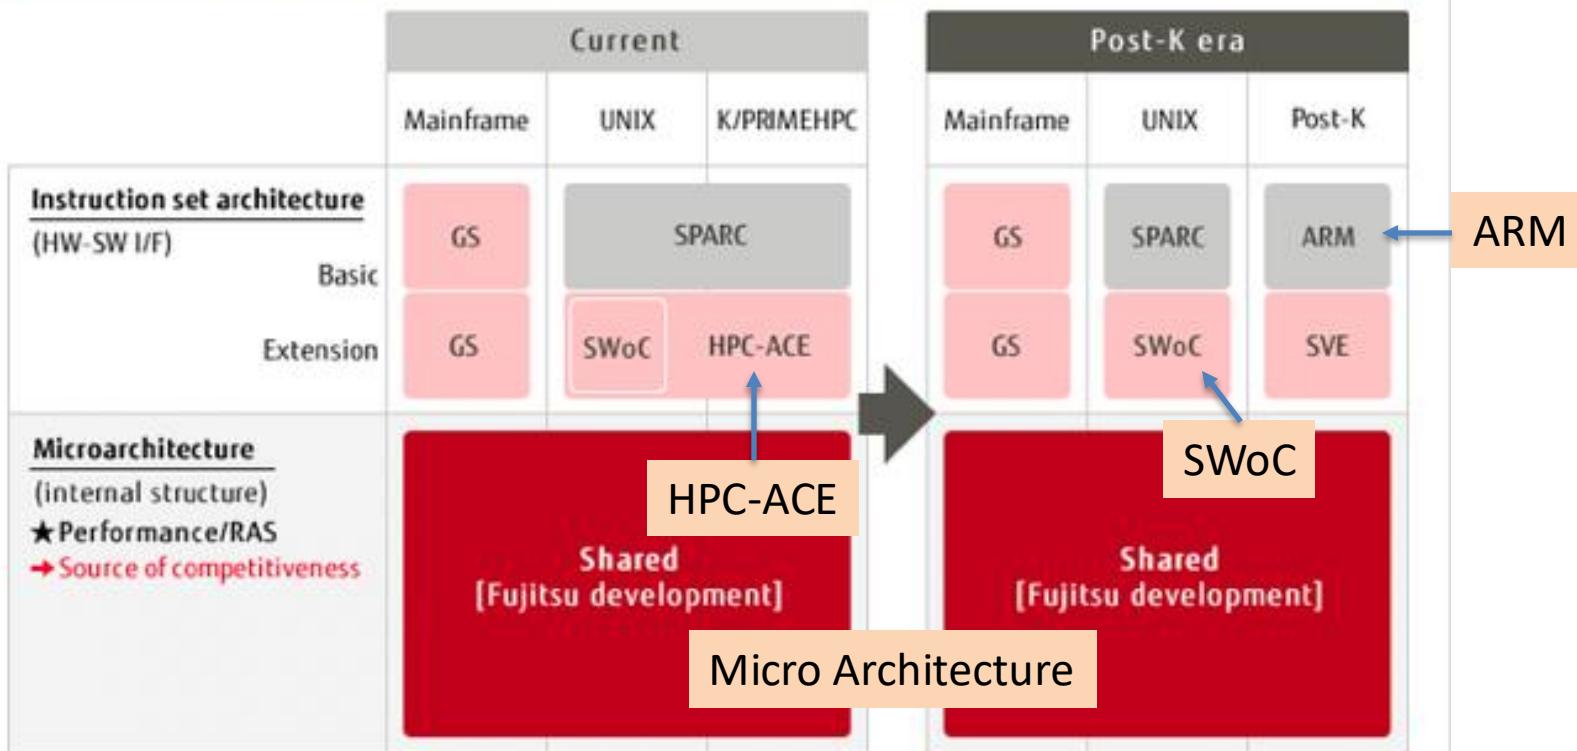 Current
Post-K era
Mainframe UNIX K/PRIMEHPC
Mainframe UNIX Post-K
Instruction set architecture
(HW-SW I/F)
Basic
GS SPARC
GS SPARC ARM
ARM
Extension
GS SWoC HPC-ACE
GS SWoC SVE
HPC-ACE
SWoC
Microarchitecture
(internal structure)
★Performance/RAS
→Source of competitiveness
Shared
[Fujitsu development]
Shared
[Fujitsu development]
Micro Architecture